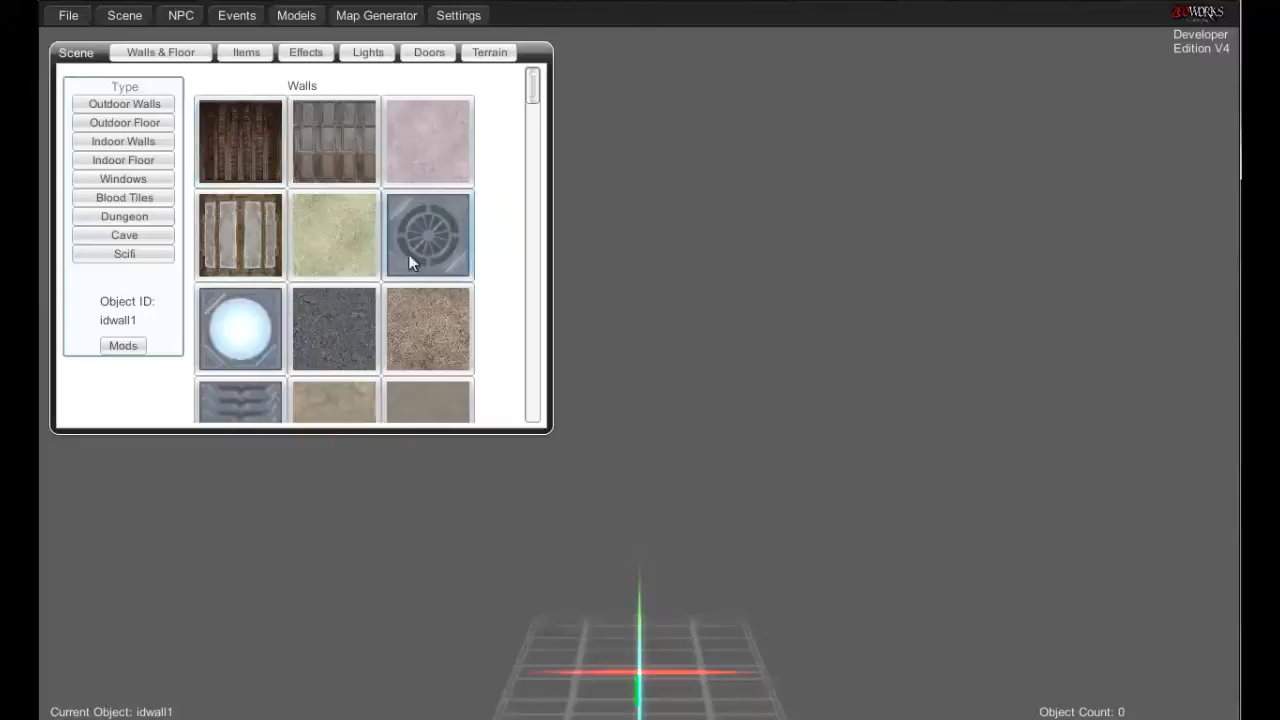 File Scene NPC Events Models Map Generator Settings
Developer
Edition V4
Scene Walls & Floor Items Effects Lights Doors Terrain
Type
Walls
Outdoor Walls
Outdoor Floor
Indoor Walls
Indoor Floor
Windows
Blood Tiles
Dungeon
Cave
Scifi
Object ID:
idwall1
Mods
Current Object: idwall1
Object Count: 0